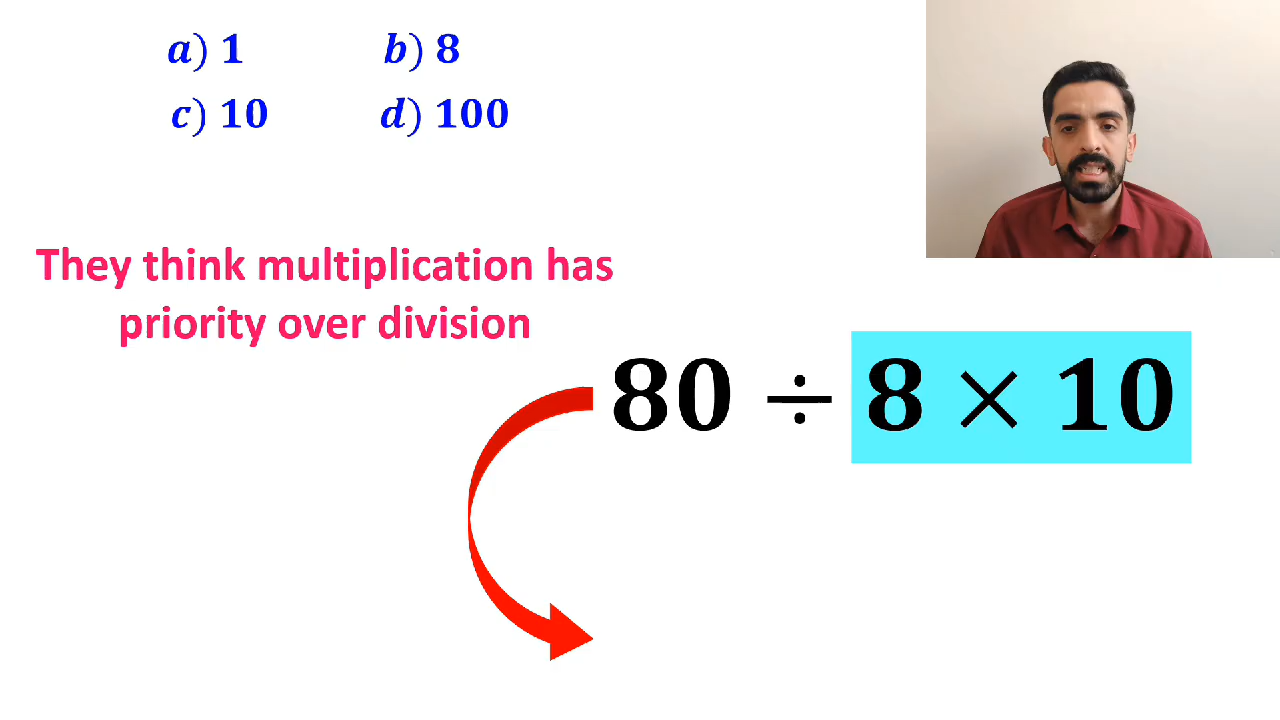 a) 1 b) 8
c) 10 d) 100
They think multiplication has
priority over division
80 ÷ 8 × 10